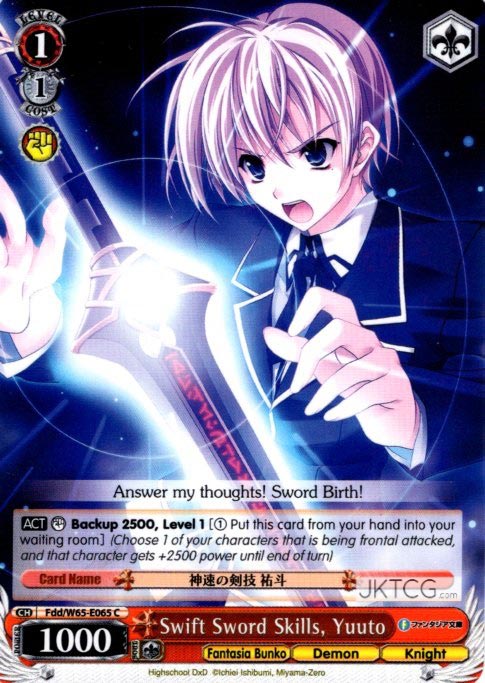 LEVEL
1
1
COST
Answer my thoughts! Sword Birth!
ACT Backup 2500, Level 1 [① Put this card from your hand into your
waiting room] (Choose 1 of your characters that is being frontal attacked,
and that character gets +2500 power until end of turn)
Card Name 神速の剣技 祐斗
JKTCG.com
CH Fdd/W65-E065 C
POWER 1000 SOUL Swift Sword Skills, Yuuto ファンタジア文庫
Fantasia Bunko Demon Knight
Highschool DxD ©Ichiei Ishibumi, Miyama-Zero